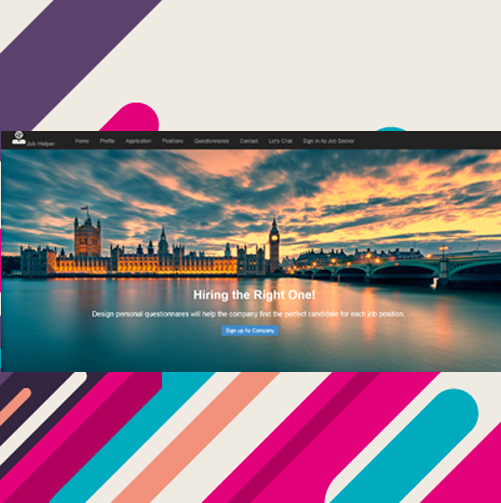 Job Helper Home Profile Application Positions Questionnaires Contact Let's Chat Sign In As Job Seeker
Hiring the Right One!
Design personal questionnares will help the company find the perfect candidate for each job position.
Sign up As Company